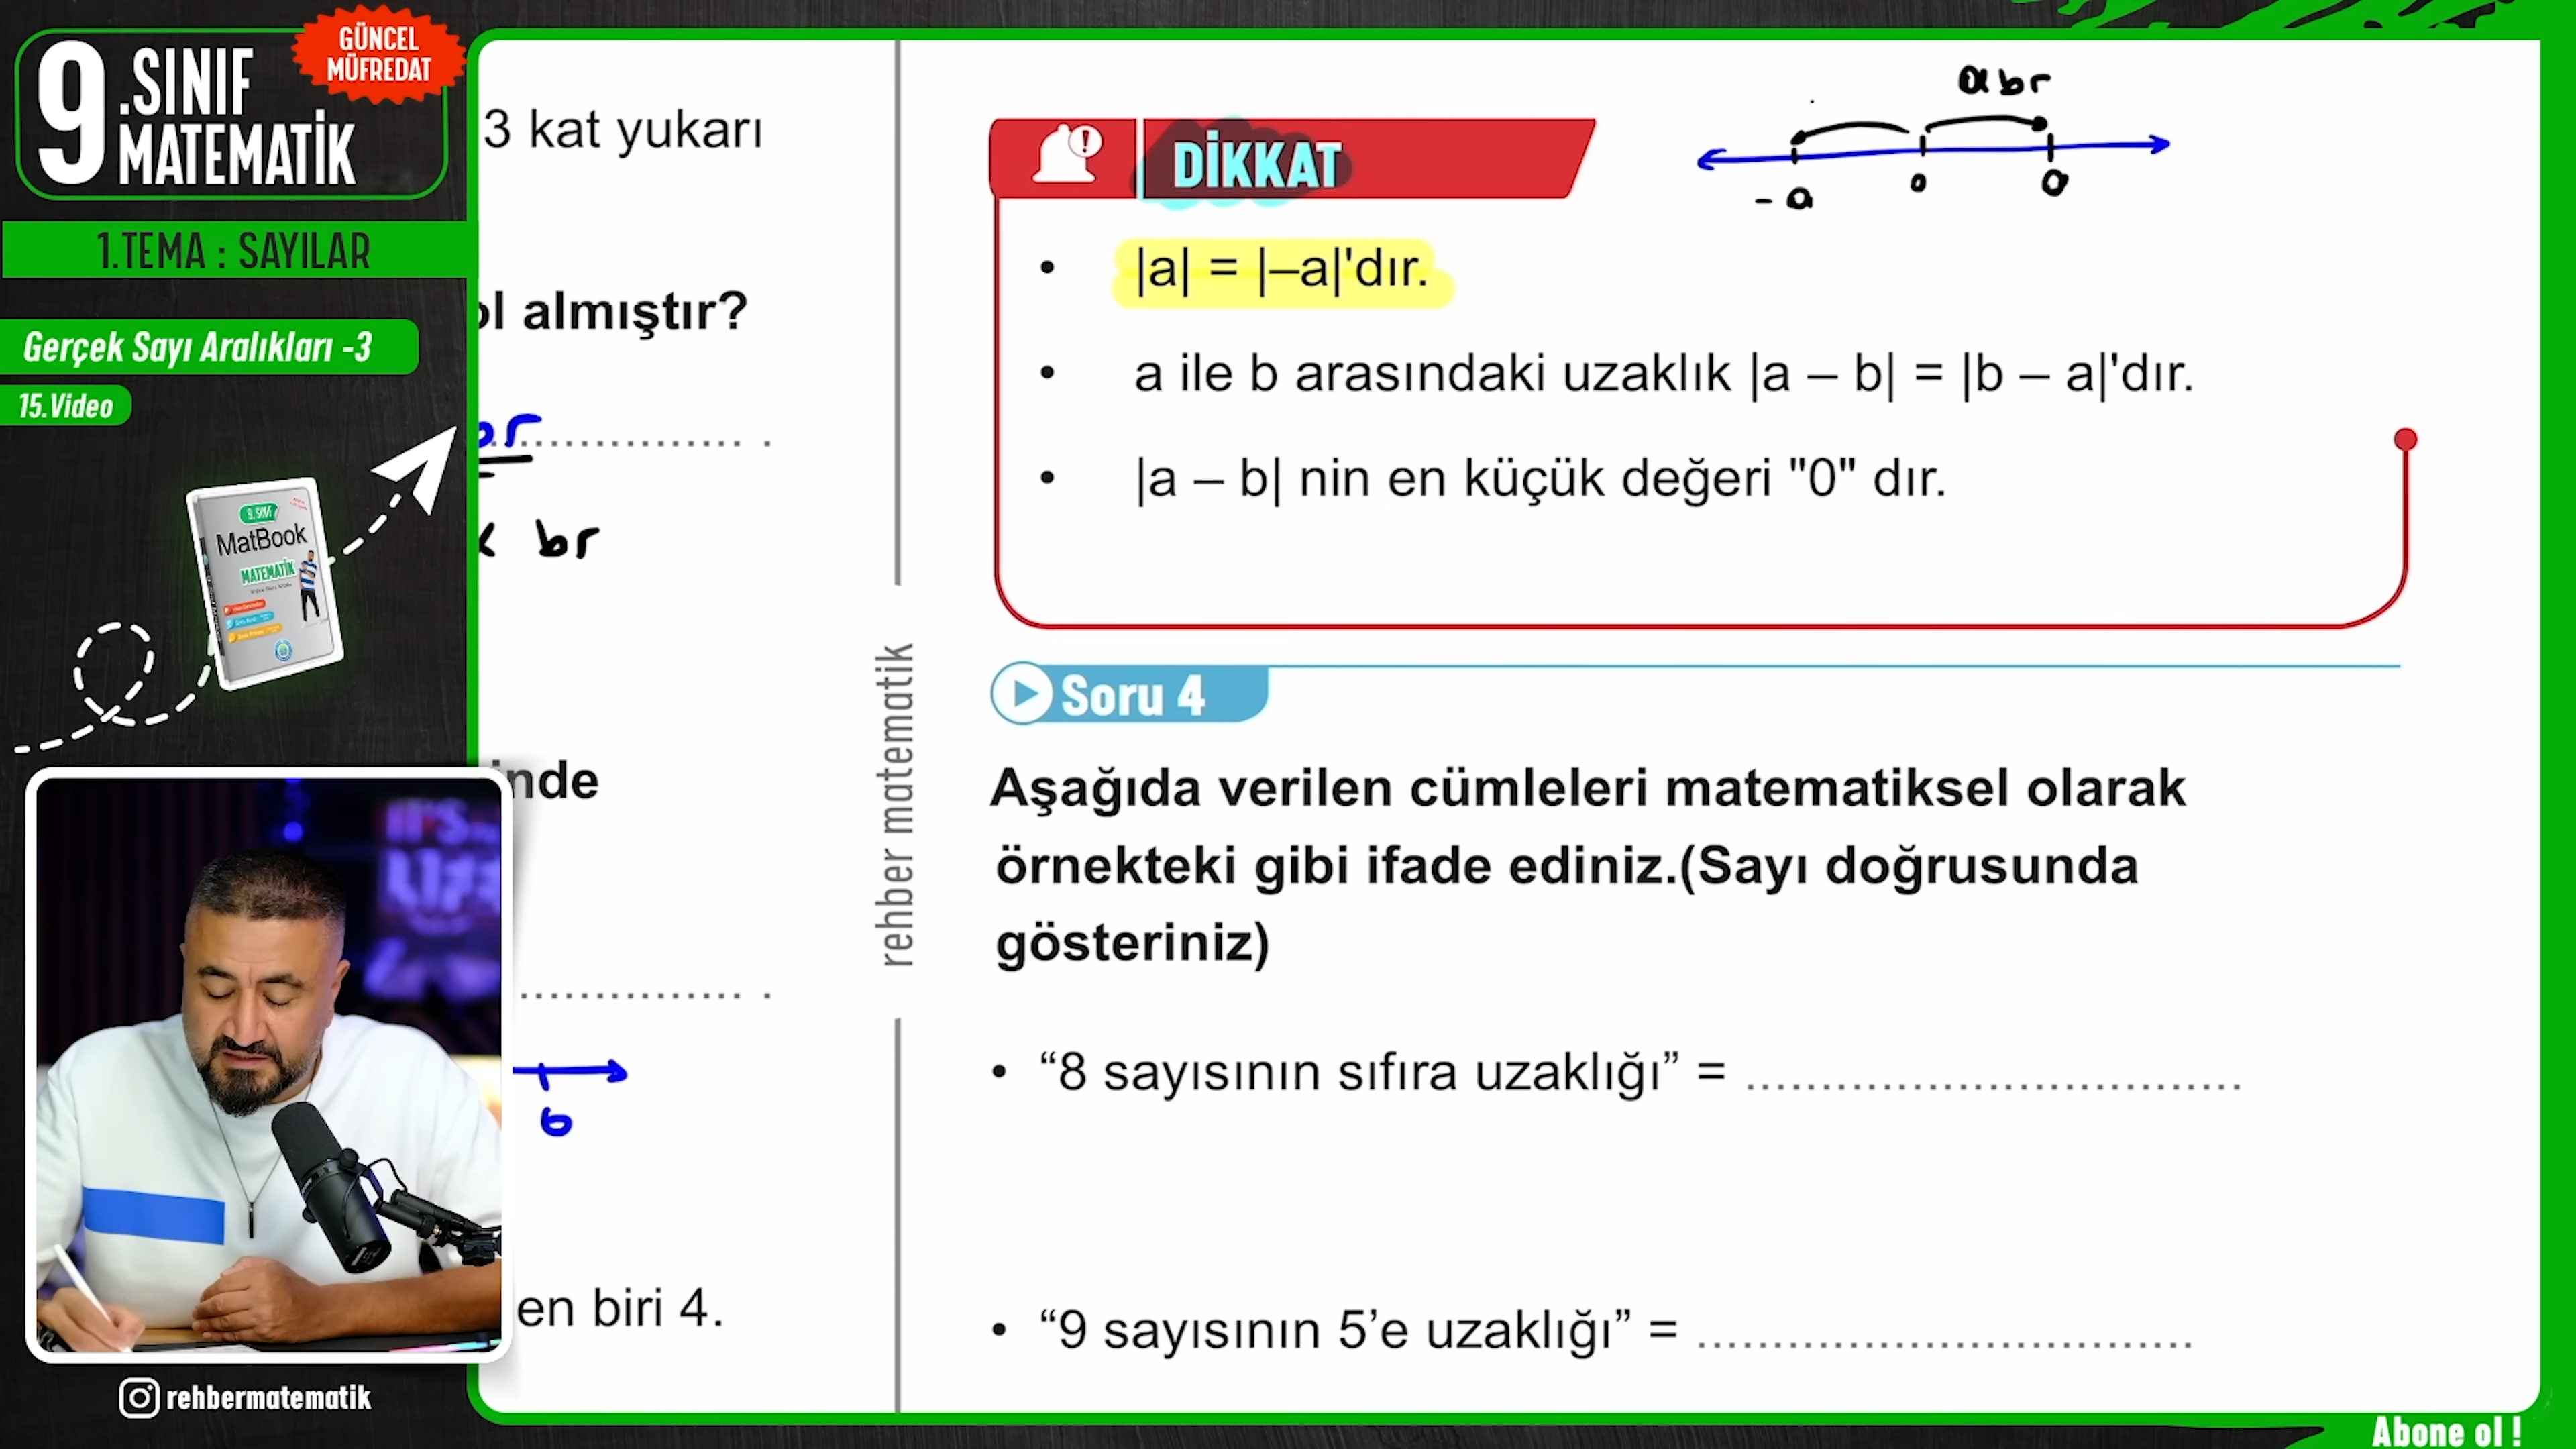 9
.SINIF
MATEMATİK
GÜNCEL
MÜFREDAT
1.TEMA : SAYILAR
Gerçek Sayı Aralıkları -3
15.Video
9. SINIF
MatBook
MATEMATİK
rehbermatematik
3 kat yukarı
ol almıştır?
br
br
inde
6
en biri 4.
rehber matematik
a br
-a 0 a
DİKKAT
• |a| = |–a|'dır.
• a ile b arasındaki uzaklık |a – b| = |b – a|'dır.
• |a – b| nin en küçük değeri "0" dır.
Soru 4
Aşağıda verilen cümleleri matematiksel olarak
örnekteki gibi ifade ediniz.(Sayı doğrusunda
gösteriniz)
• “8 sayısının sıfıra uzaklığı” = .................................
• “9 sayısının 5’e uzaklığı” = .................................
Abone ol !